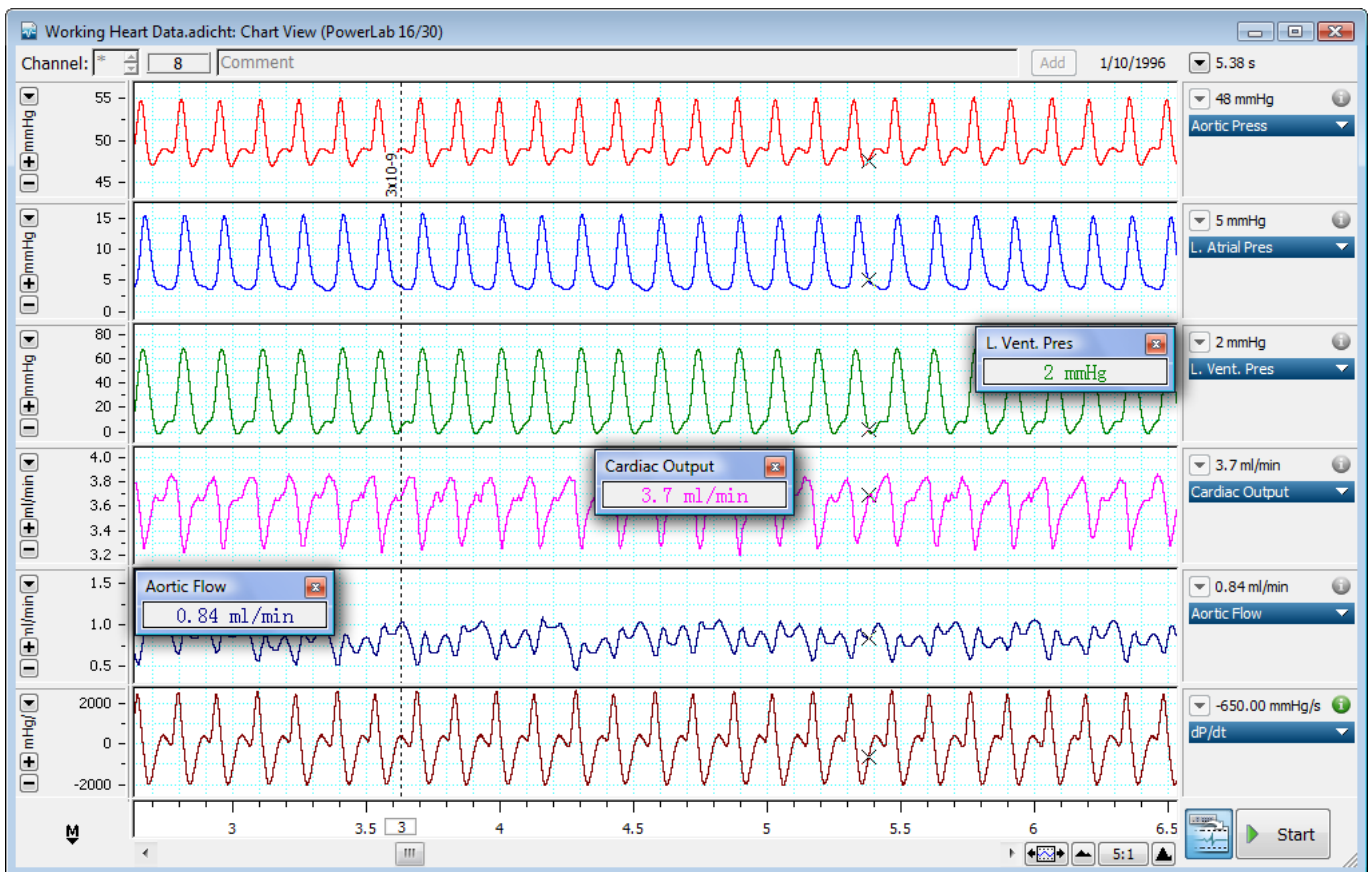 Working Heart Data.adicht: Chart View (PowerLab 16/30)
Channel: * 8 Comment Add 1/10/1996 5.38 s
mmHg 55 50 45
3x10-9
48 mmHg
Aortic Press
mmHg 15 10 5 0
5 mmHg
L. Atrial Pres
mmHg 80 60 40 20 0
L. Vent. Pres
2 mmHg
2 mmHg
L. Vent. Pres
ml/min 4.0 3.8 3.6 3.4 3.2
Cardiac Output
3.7 ml/min
3.7 ml/min
Cardiac Output
ml/min 1.5 1.0 0.5
Aortic Flow
0.84 ml/min
0.84 ml/min
Aortic Flow
mHg/ 2000 0 -2000
-650.00 mmHg/s
dP/dt
M 3 3.5 3 4 4.5 5 5.5 6 6.5
5:1
Start